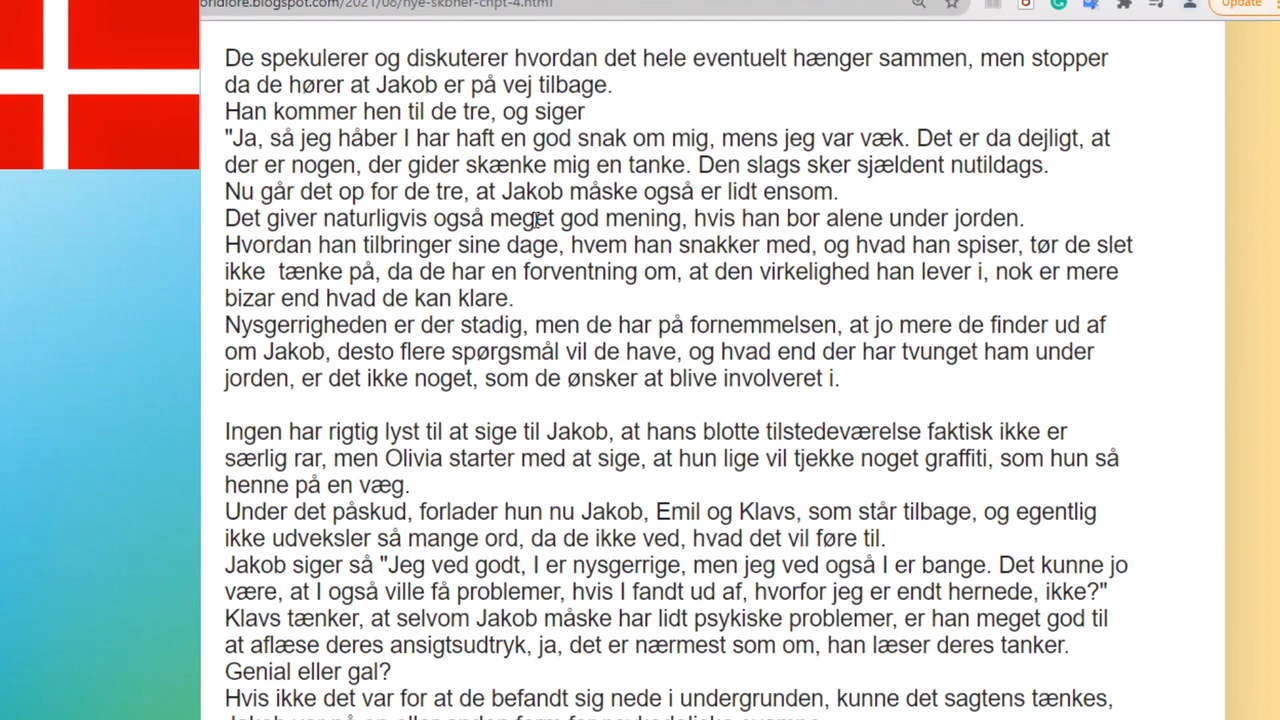 orldlore.blogspot.com/2021/08/nye-skbner-chpt-4.html
Update
De spekulerer og diskuterer hvordan det hele eventuelt hænger sammen, men stopper
da de hører at Jakob er på vej tilbage.
Han kommer hen til de tre, og siger
"Ja, så jeg håber I har haft en god snak om mig, mens jeg var væk. Det er da dejligt, at
der er nogen, der gider skænke mig en tanke. Den slags sker sjældent nutildags.
Nu går det op for de tre, at Jakob måske også er lidt ensom.
Det giver naturligvis også meget god mening, hvis han bor alene under jorden.
Hvordan han tilbringer sine dage, hvem han snakker med, og hvad han spiser, tør de slet
ikke  tænke på, da de har en forventning om, at den virkelighed han lever i, nok er mere
bizar end hvad de kan klare.
Nysgerrigheden er der stadig, men de har på fornemmelsen, at jo mere de finder ud af
om Jakob, desto flere spørgsmål vil de have, og hvad end der har tvunget ham under
jorden, er det ikke noget, som de ønsker at blive involveret i.
Ingen har rigtig lyst til at sige til Jakob, at hans blotte tilstedeværelse faktisk ikke er
særlig rar, men Olivia starter med at sige, at hun lige vil tjekke noget graffiti, som hun så
henne på en væg.
Under det påskud, forlader hun nu Jakob, Emil og Klavs, som står tilbage, og egentlig
ikke udveksler så mange ord, da de ikke ved, hvad det vil føre til.
Jakob siger så "Jeg ved godt, I er nysgerrige, men jeg ved også I er bange. Det kunne jo
være, at I også ville få problemer, hvis I fandt ud af, hvorfor jeg er endt hernede, ikke?"
Klavs tænker, at selvom Jakob måske har lidt psykiske problemer, er han meget god til
at aflæse deres ansigtsudtryk, ja, det er nærmest som om, han læser deres tanker.
Genial eller gal?
Hvis ikke det var for at de befandt sig nede i undergrunden, kunne det sagtens tænkes,